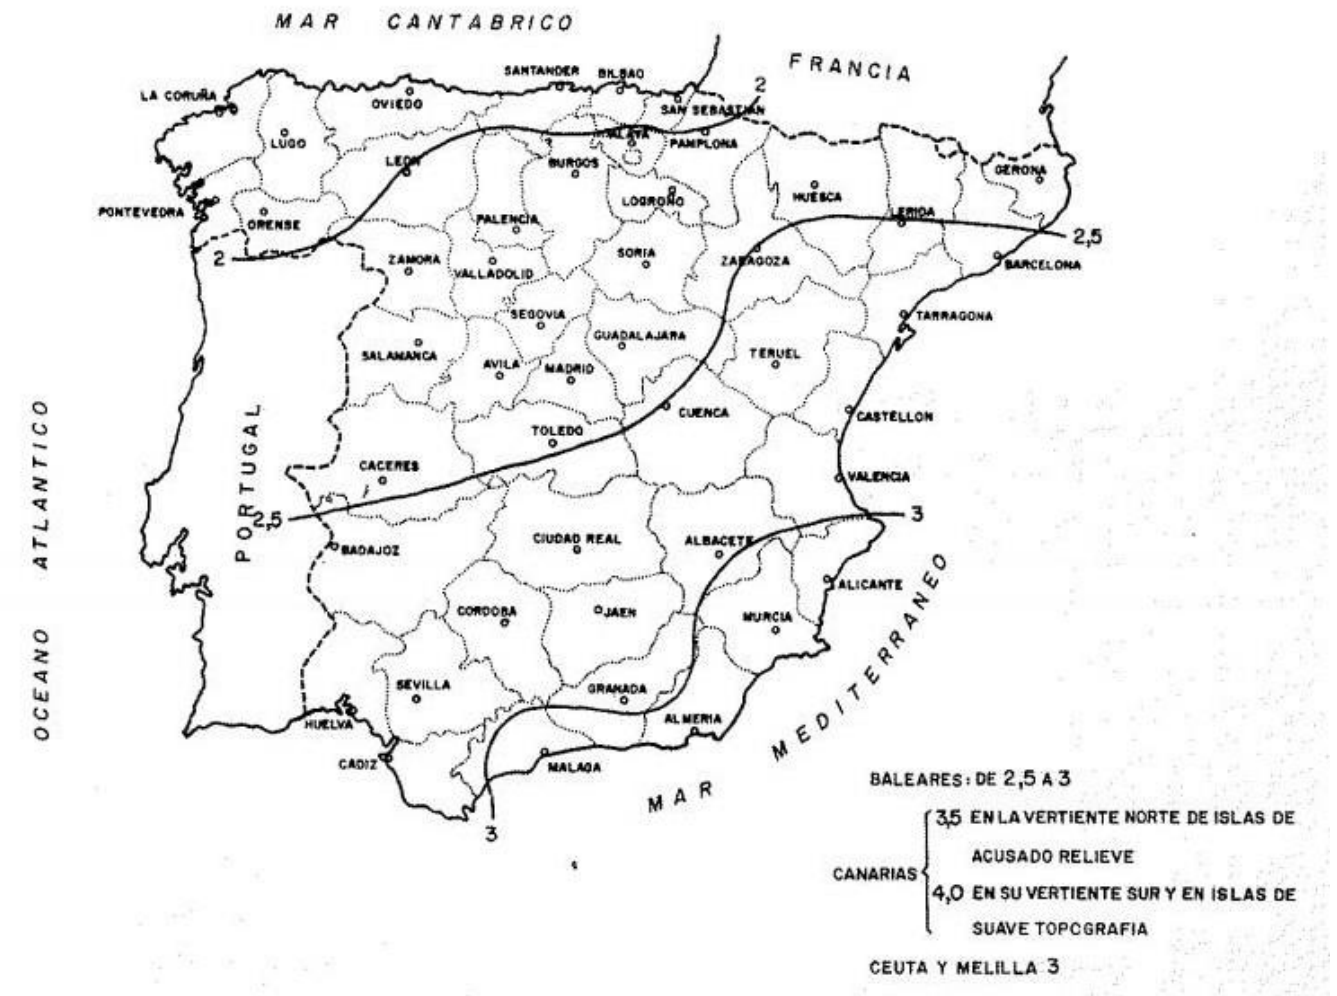 MAR CANTABRICO
FRANCIA
SANTANDER
BILBAO
2
LA CORUÑA
OVIEDO
SAN SEBASTIAN
LUGO
ALAVA
PAMPLONA
LEON
BURGOS
GERONA
HUESCA
LOGROÑO
PONTEVEDRA
ORENSE
PALENCIA
LERIDA
2,5
2
ZAMORA
VALLADOLID
SORIA
ZARAGOZA
BARCELONA
SEGOVIA
TARRAGONA
GUADALAJARA
SALAMANCA
AVILA
MADRID
TERUEL
CUENCA
CASTELLON
TOLEDO
CACERES
VALENCIA
PORTUGAL
OCEANO ATLANTICO
2,5
3
BADAJOZ
CIUDAD REAL
ALBACETE
ALICANTE
CORDOBA
JAEN
MURCIA
SEVILLA
GRANADA
HUELVA
ALMERIA
CADIZ
MALAGA
MAR MEDITERRANEO
3
BALEARES: DE 2,5 A 3
CANARIAS
3,5 EN LA VERTIENTE NORTE DE ISLAS DE
ACUSADO RELIEVE
4,0 EN SU VERTIENTE SUR Y EN ISLAS DE
SUAVE TOPOGRAFIA
CEUTA Y MELILLA 3